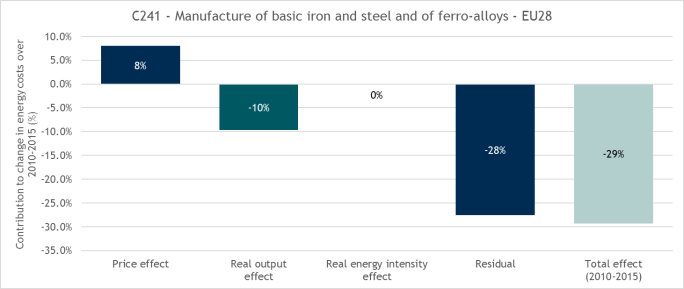 C241 - Manufacture of basic iron and steel and of ferro-alloys - EU28
Contribution to change in energy costs over
2010-2015 (%)
10.0%
5.0%
0.0%
-5.0%
-10.0%
-15.0%
-20.0%
-25.0%
-30.0%
-35.0%
8%
-10%
0%
-28%
-29%
Price effect
Real output
effect
Real energy intensity
effect
Residual
Total effect
(2010-2015)